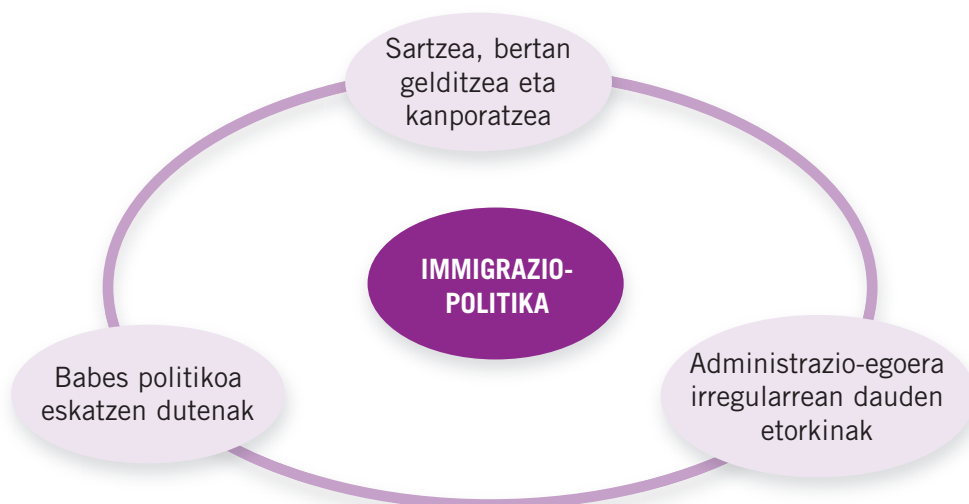 Sartzea, bertan
gelditzea eta
kanporatzea
IMMIGRAZIO-
POLITIKA
Babes politikoa
eskatzen dutenak
Administrazio-egoera
irregularrean dauden
etorkinak